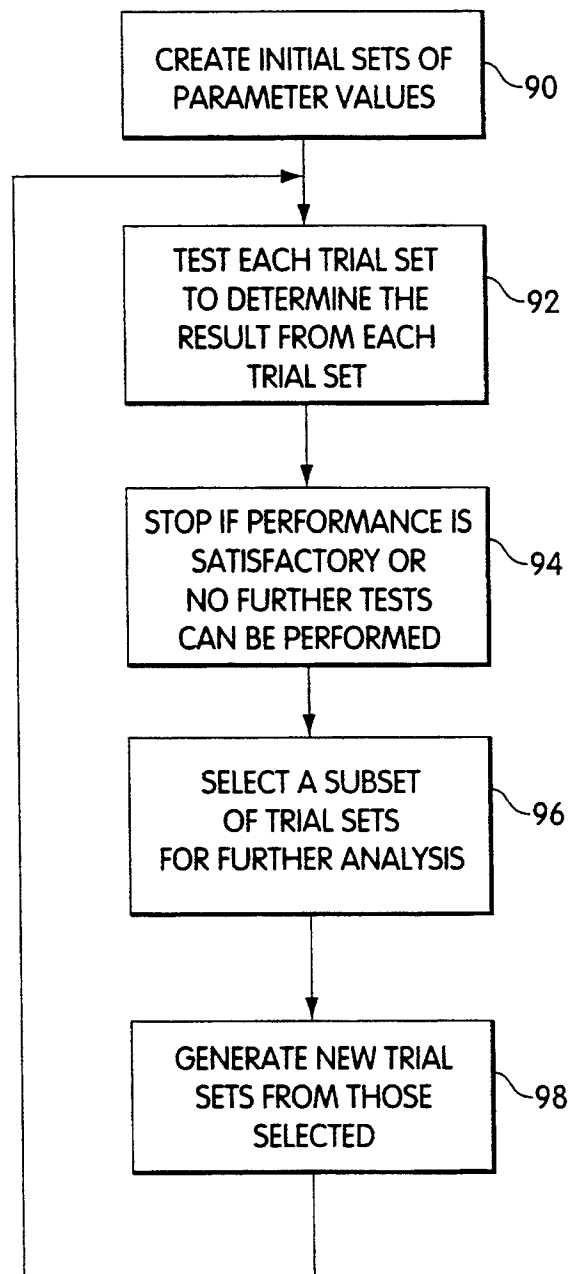 CREATE INITIAL SETS OF
PARAMETER VALUES
90
TEST EACH TRIAL SET
TO DETERMINE THE
RESULT FROM EACH
TRIAL SET
92
STOP IF PERFORMANCE IS
SATISFACTORY OR
NO FURTHER TESTS
CAN BE PERFORMED
94
SELECT A SUBSET
OF TRIAL SETS
FOR FURTHER ANALYSIS
96
GENERATE NEW TRIAL
SETS FROM THOSE
SELECTED
98